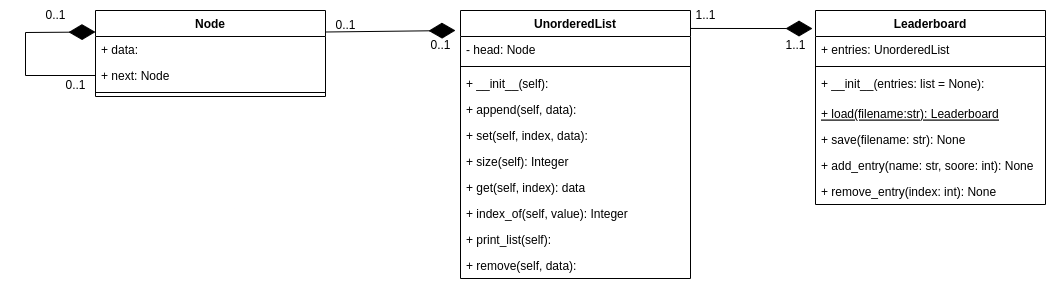 0..1
0..1
Node
+ data:
+ next: Node
0..1
0..1
UnorderedList
- head: Node
+ __init__(self):
+ append(self, data):
+ set(self, index, data):
+ size(self): Integer
+ get(self, index): data
+ index_of(self, value): Integer
+ print_list(self):
+ remove(self, data):
1..1
1..1
Leaderboard
+ entries: UnorderedList
+ __init__(entries: list = None):
+ load(filename:str): Leaderboard
+ save(filename: str): None
+ add_entry(name: str, soore: int): None
+ remove_entry(index: int): None